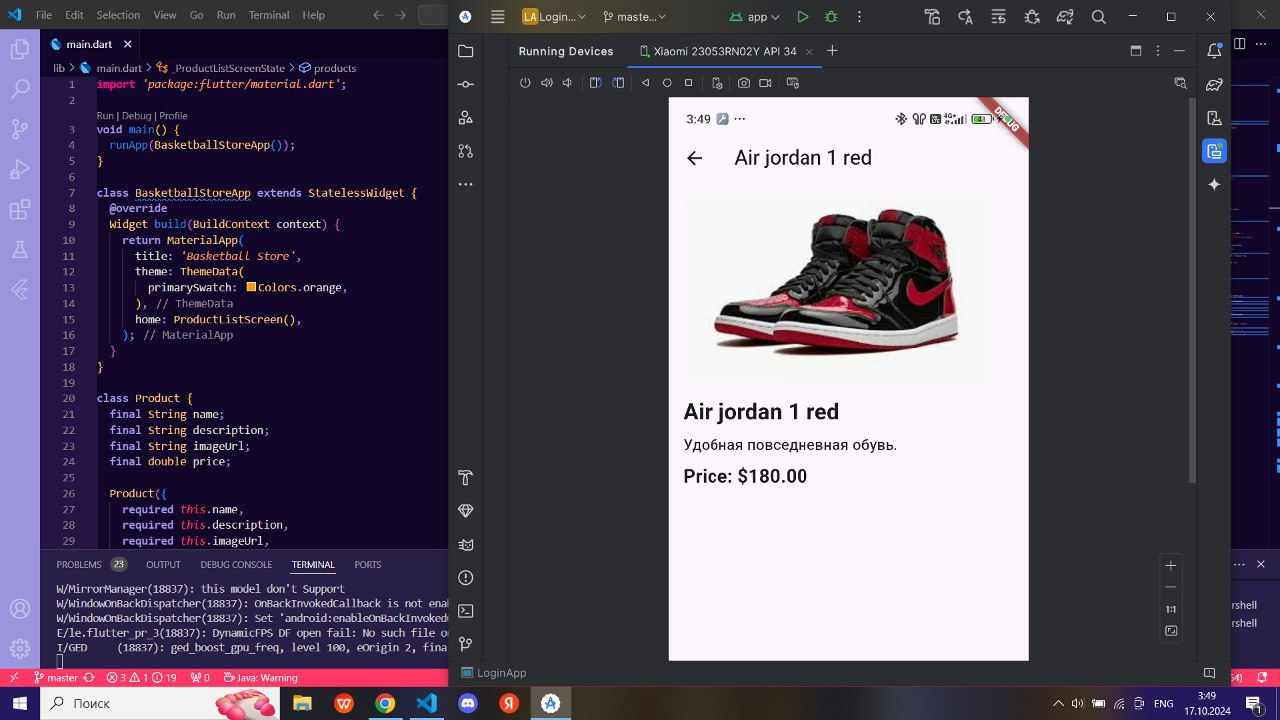 File Edit Selection View Go Run Terminal Help
main.dart
lib > main.dart > _ProductListScreenState > products
1 import 'package:flutter/material.dart';
2
Run | Debug | Profile
3 void main() {
4 runApp(BasketballStoreApp());
5 }
6
7 class BasketballStoreApp extends StatelessWidget {
8 @override
9 Widget build(BuildContext context) {
10 return MaterialApp(
11 title: 'Basketball Store',
12 theme: ThemeData(
13 primarySwatch: Colors.orange,
14 ), // ThemeData
15 home: ProductListScreen(),
16 ); // MaterialApp
17 }
18 }
19
20 class Product {
21 final String name;
22 final String description;
23 final String imageUrl;
24 final double price;
25
26 Product({
27 required this.name,
28 required this.description,
29 required this.imageUrl,
PROBLEMS 23 OUTPUT DEBUG CONSOLE TERMINAL PORTS
W/MirrorManager(18837): this model don't Support
W/WindowOnBackDispatcher(18837): OnBackInvokedCallback is not enab
W/WindowOnBackDispatcher(18837): Set 'android:enableOnBackInvoked
E/le.flutter_pr_3(18837): DynamicFPS DF open fail: No such file o
I/GED (18837): ged_boost_gpu_freq, level 100, eOrigin 2, fina
master 3 1 19 0 Java: Warning
LA Login... maste...
Running Devices Xiaomi 23053RN02Y API 34
3:49
DEBUG
Air jordan 1 red
Air jordan 1 red
Удобная повседневная обувь.
Price: $180.00
1:1
LoginApp
rshell
rshell
54)
Поиск
ENG
3:49
17.10.2024